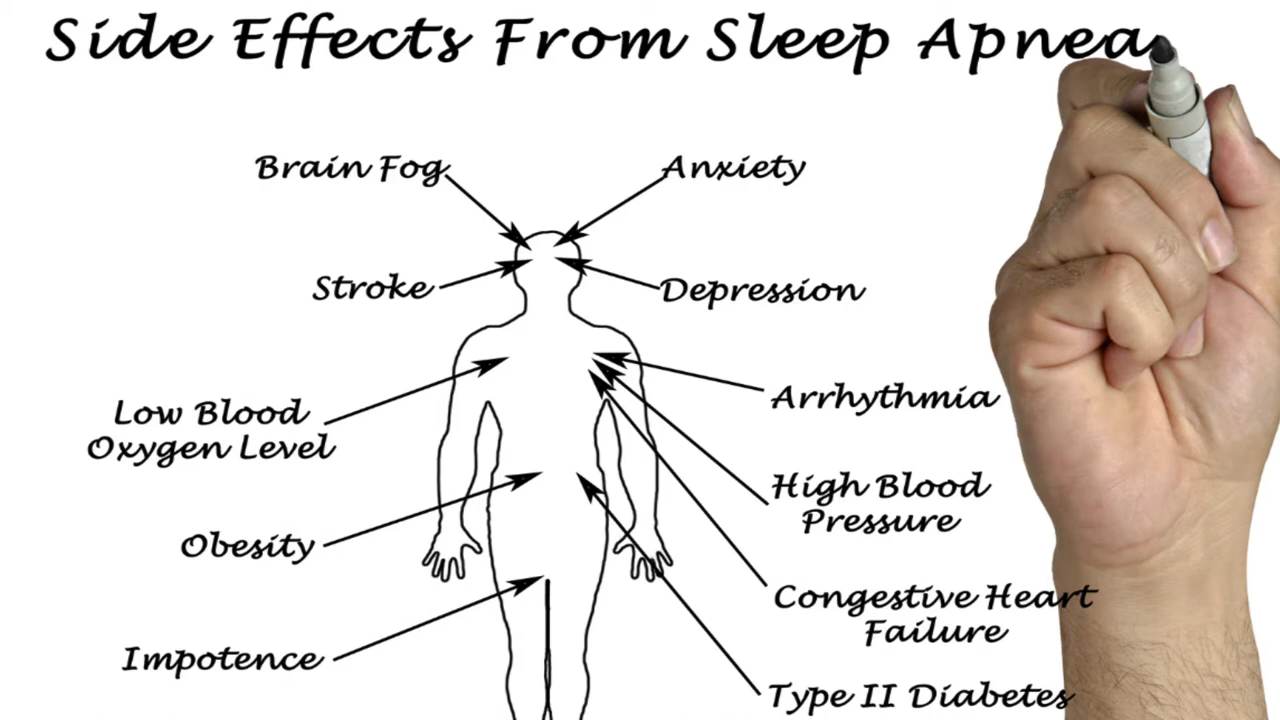 Side Effects From Sleep Apnea
Brain Fog
Anxiety
Stroke
Depression
Low Blood
Oxygen Level
Arrhythmia
High Blood
Pressure
Obesity
Congestive Heart
Failure
Impotence
Type II Diabetes